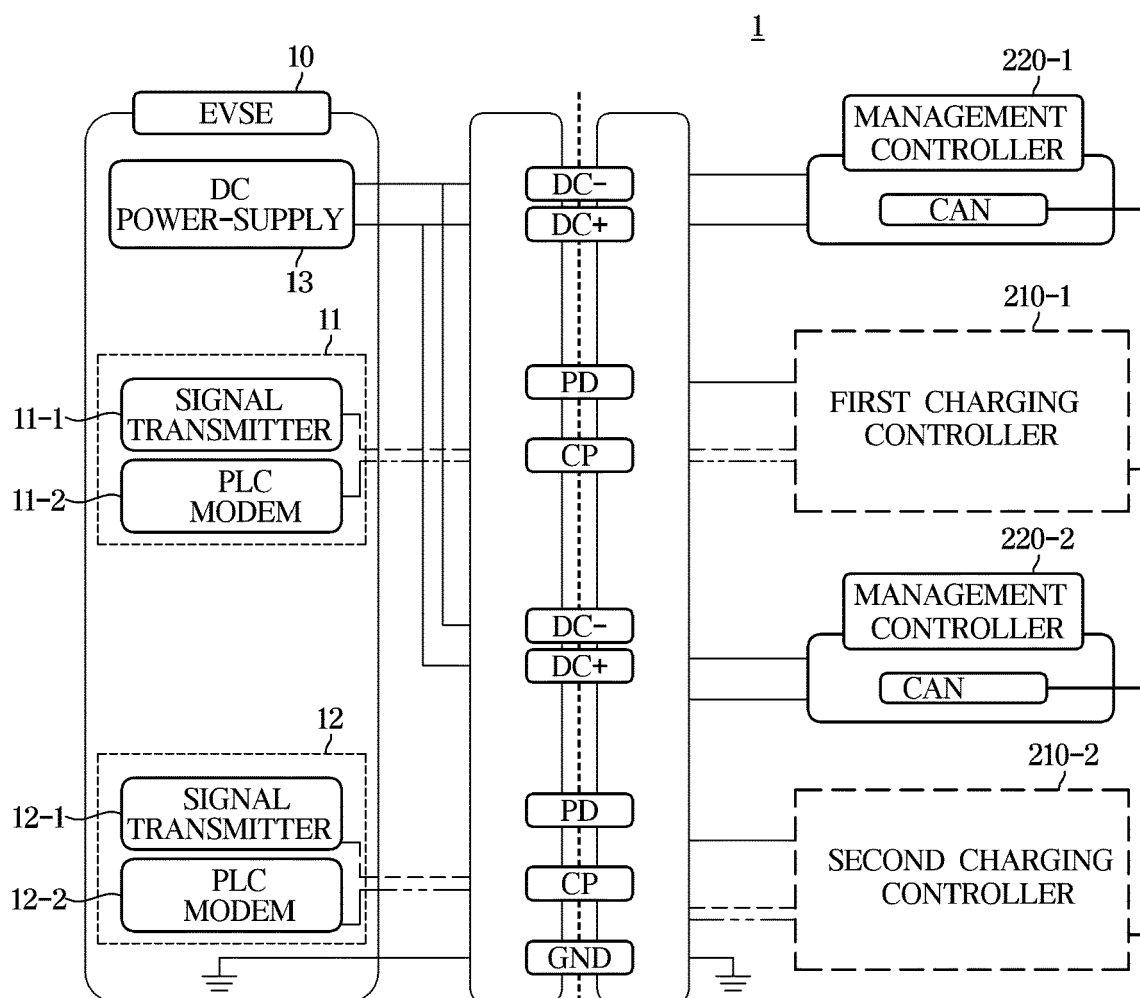 1
10
220-1
EVSE
MANAGEMENT
CONTROLLER
DC
POWER-SUPPLY
DC-
DC+
CAN
13
210-1
11
SIGNAL
TRANSMITTER
11-1
PD
FIRST CHARGING
CONTROLLER
CP
PLC
MODEM
11-2
220-2
MANAGEMENT
CONTROLLER
DC-
DC+
CAN
12
210-2
SIGNAL
TRANSMITTER
12-1
PD
SECOND CHARGING
CONTROLLER
PLC
MODEM
12-2
CP
GND